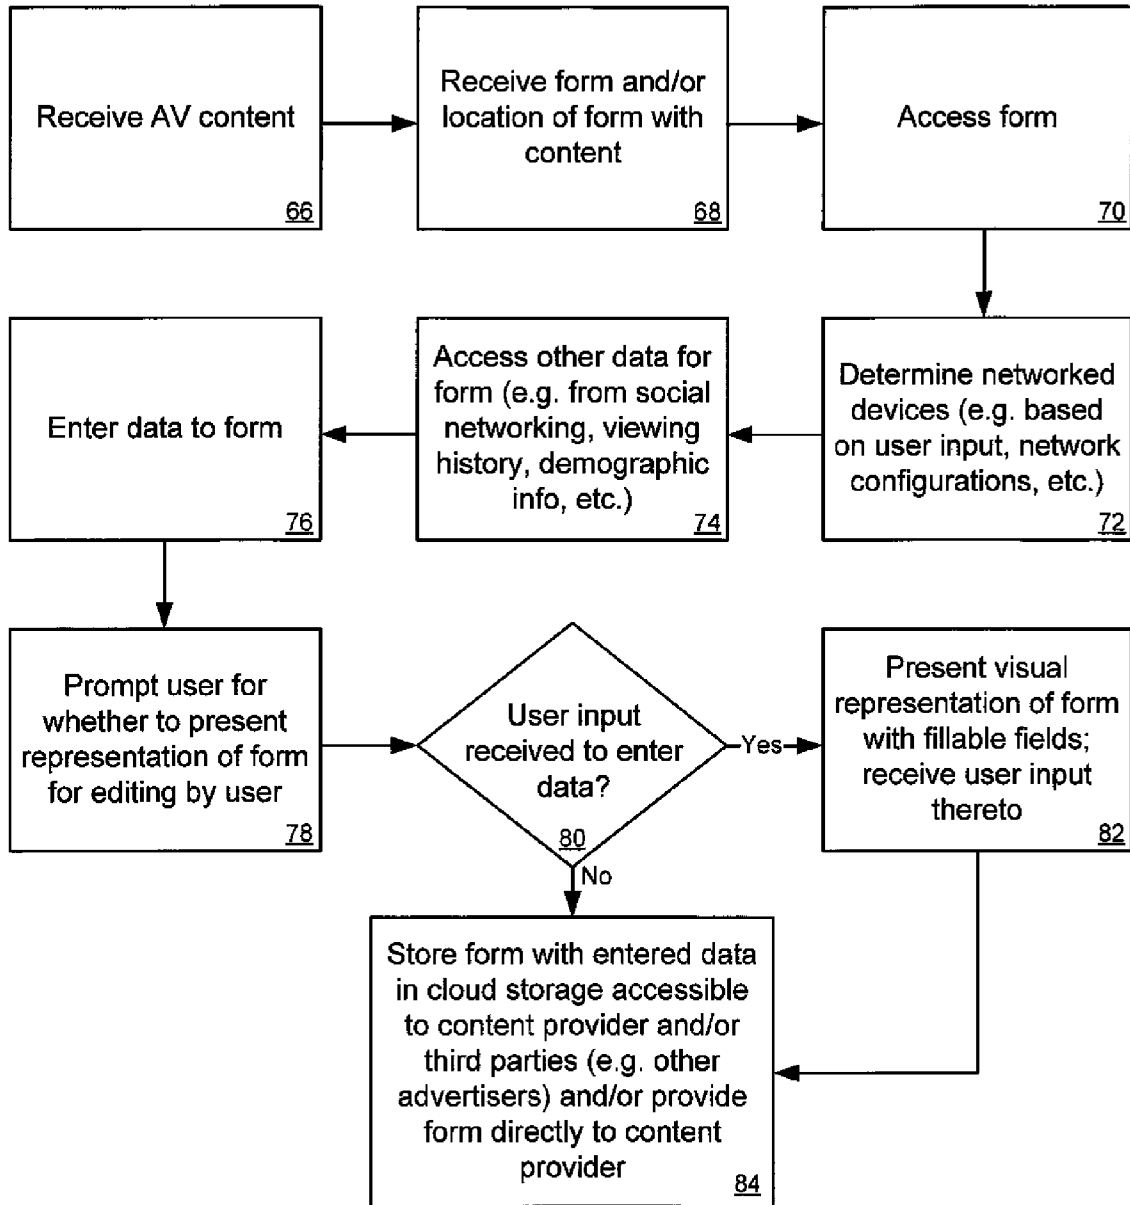 Receive AV content
66
Receive form and/or
location of form with
content
68
Access form
70
Determine networked
devices (e.g. based
on user input, network
configurations, etc.)
72
Access other data for
form (e.g. from social
networking, viewing
history, demographic
info, etc.)
74
Enter data to form
76
Prompt user for
whether to present
representation of form
for editing by user
78
User input
received to enter
data?
80
Yes
No
Present visual
representation of form
with fillable fields;
receive user input
thereto
82
Store form with entered data
in cloud storage accessible
to content provider and/or
third parties (e.g. other
advertisers) and/or provide
form directly to content
provider
84